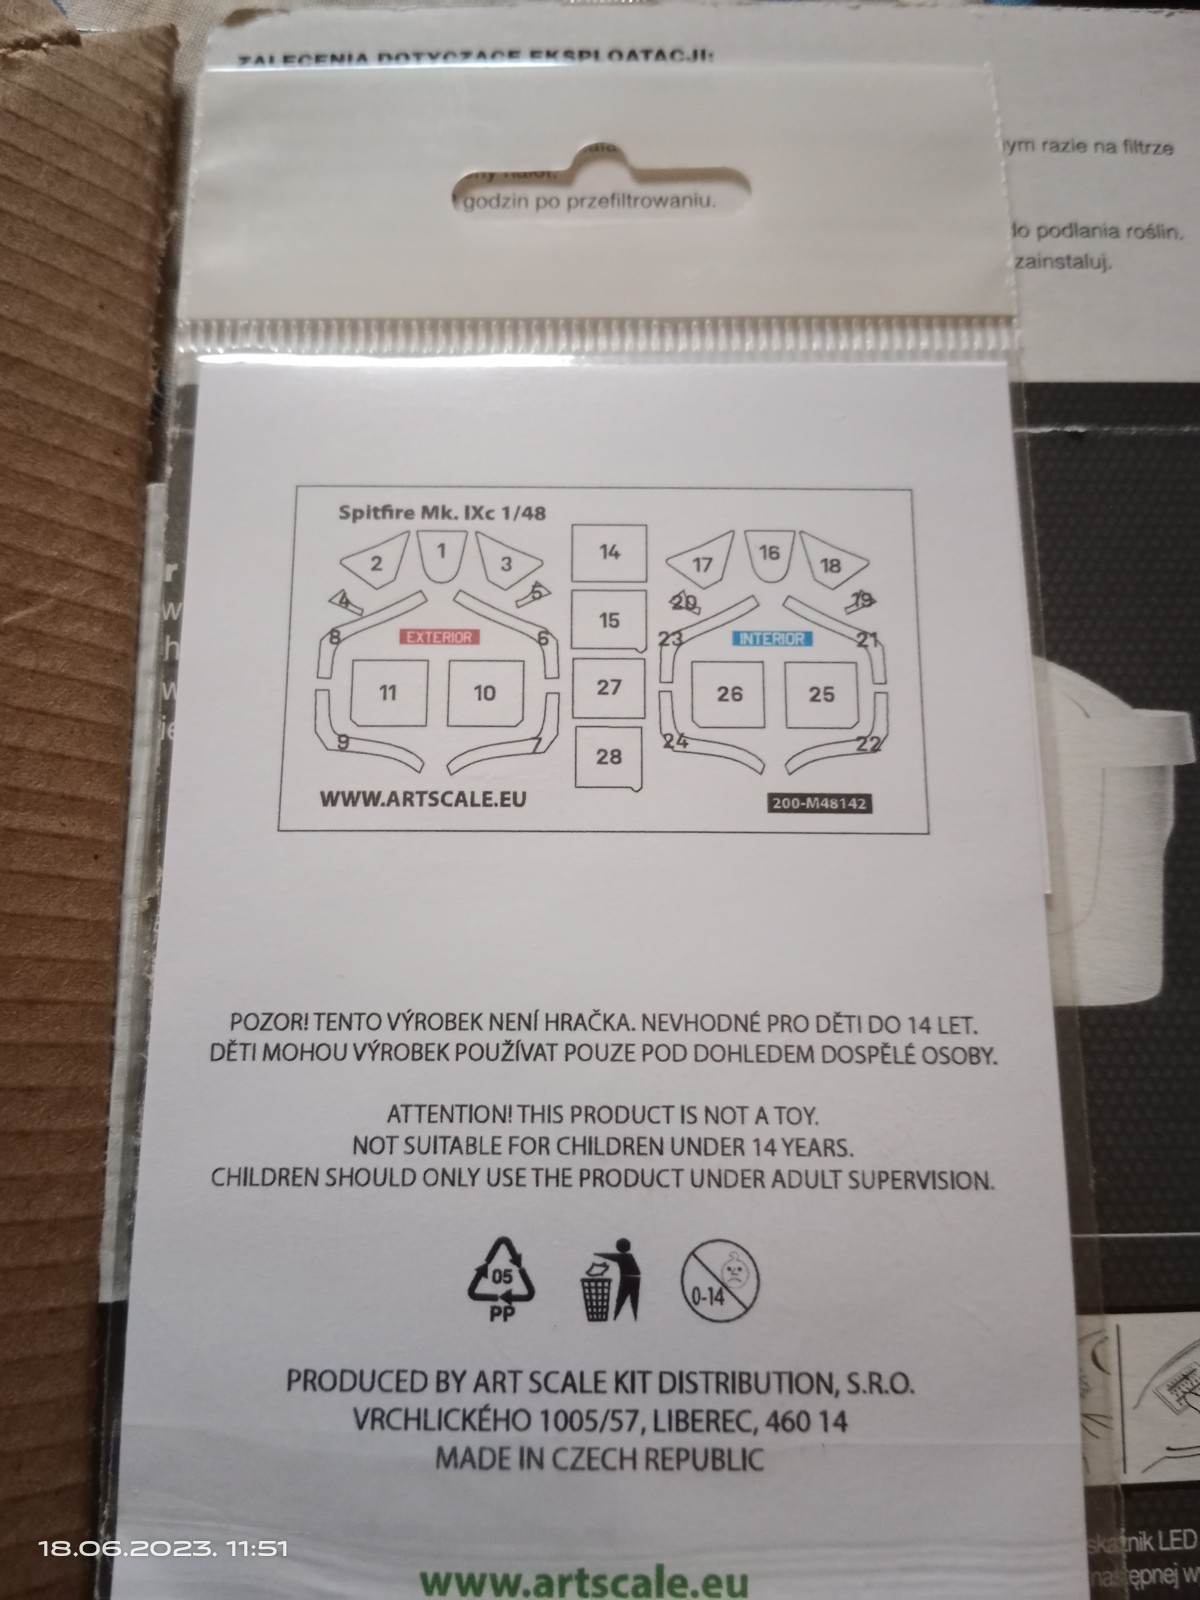 ZALECENIA DOTYCZĄCE EKSPLOATACJI:
ym razie na filtrze
godzin po przefiltrowaniu.
do podlania roślin.
zainstaluj.
Spitfire Mk. IXc 1/48
2 1 3 14 17 16 18
4 5 20 19
15
8 EXTERIOR 6 23 INTERIOR 21
11 10 27 26 25
9 7 28 24 22
WWW.ARTSCALE.EU
200-M48142
POZOR! TENTO VÝROBEK NENÍ HRAČKA. NEVHODNÉ PRO DĚTI DO 14 LET.
DĚTI MOHOU VÝROBEK POUŽÍVAT POUZE POD DOHLEDEM DOSPĚLÉ OSOBY.
ATTENTION! THIS PRODUCT IS NOT A TOY.
NOT SUITABLE FOR CHILDREN UNDER 14 YEARS.
CHILDREN SHOULD ONLY USE THE PRODUCT UNDER ADULT SUPERVISION.
05
PP
0-14
PRODUCED BY ART SCALE KIT DISTRIBUTION, S.R.O.
VRCHLICKÉHO 1005/57, LIBEREC, 460 14
MADE IN CZECH REPUBLIC
www.artscale.eu
18.06.2023. 11:51
LED